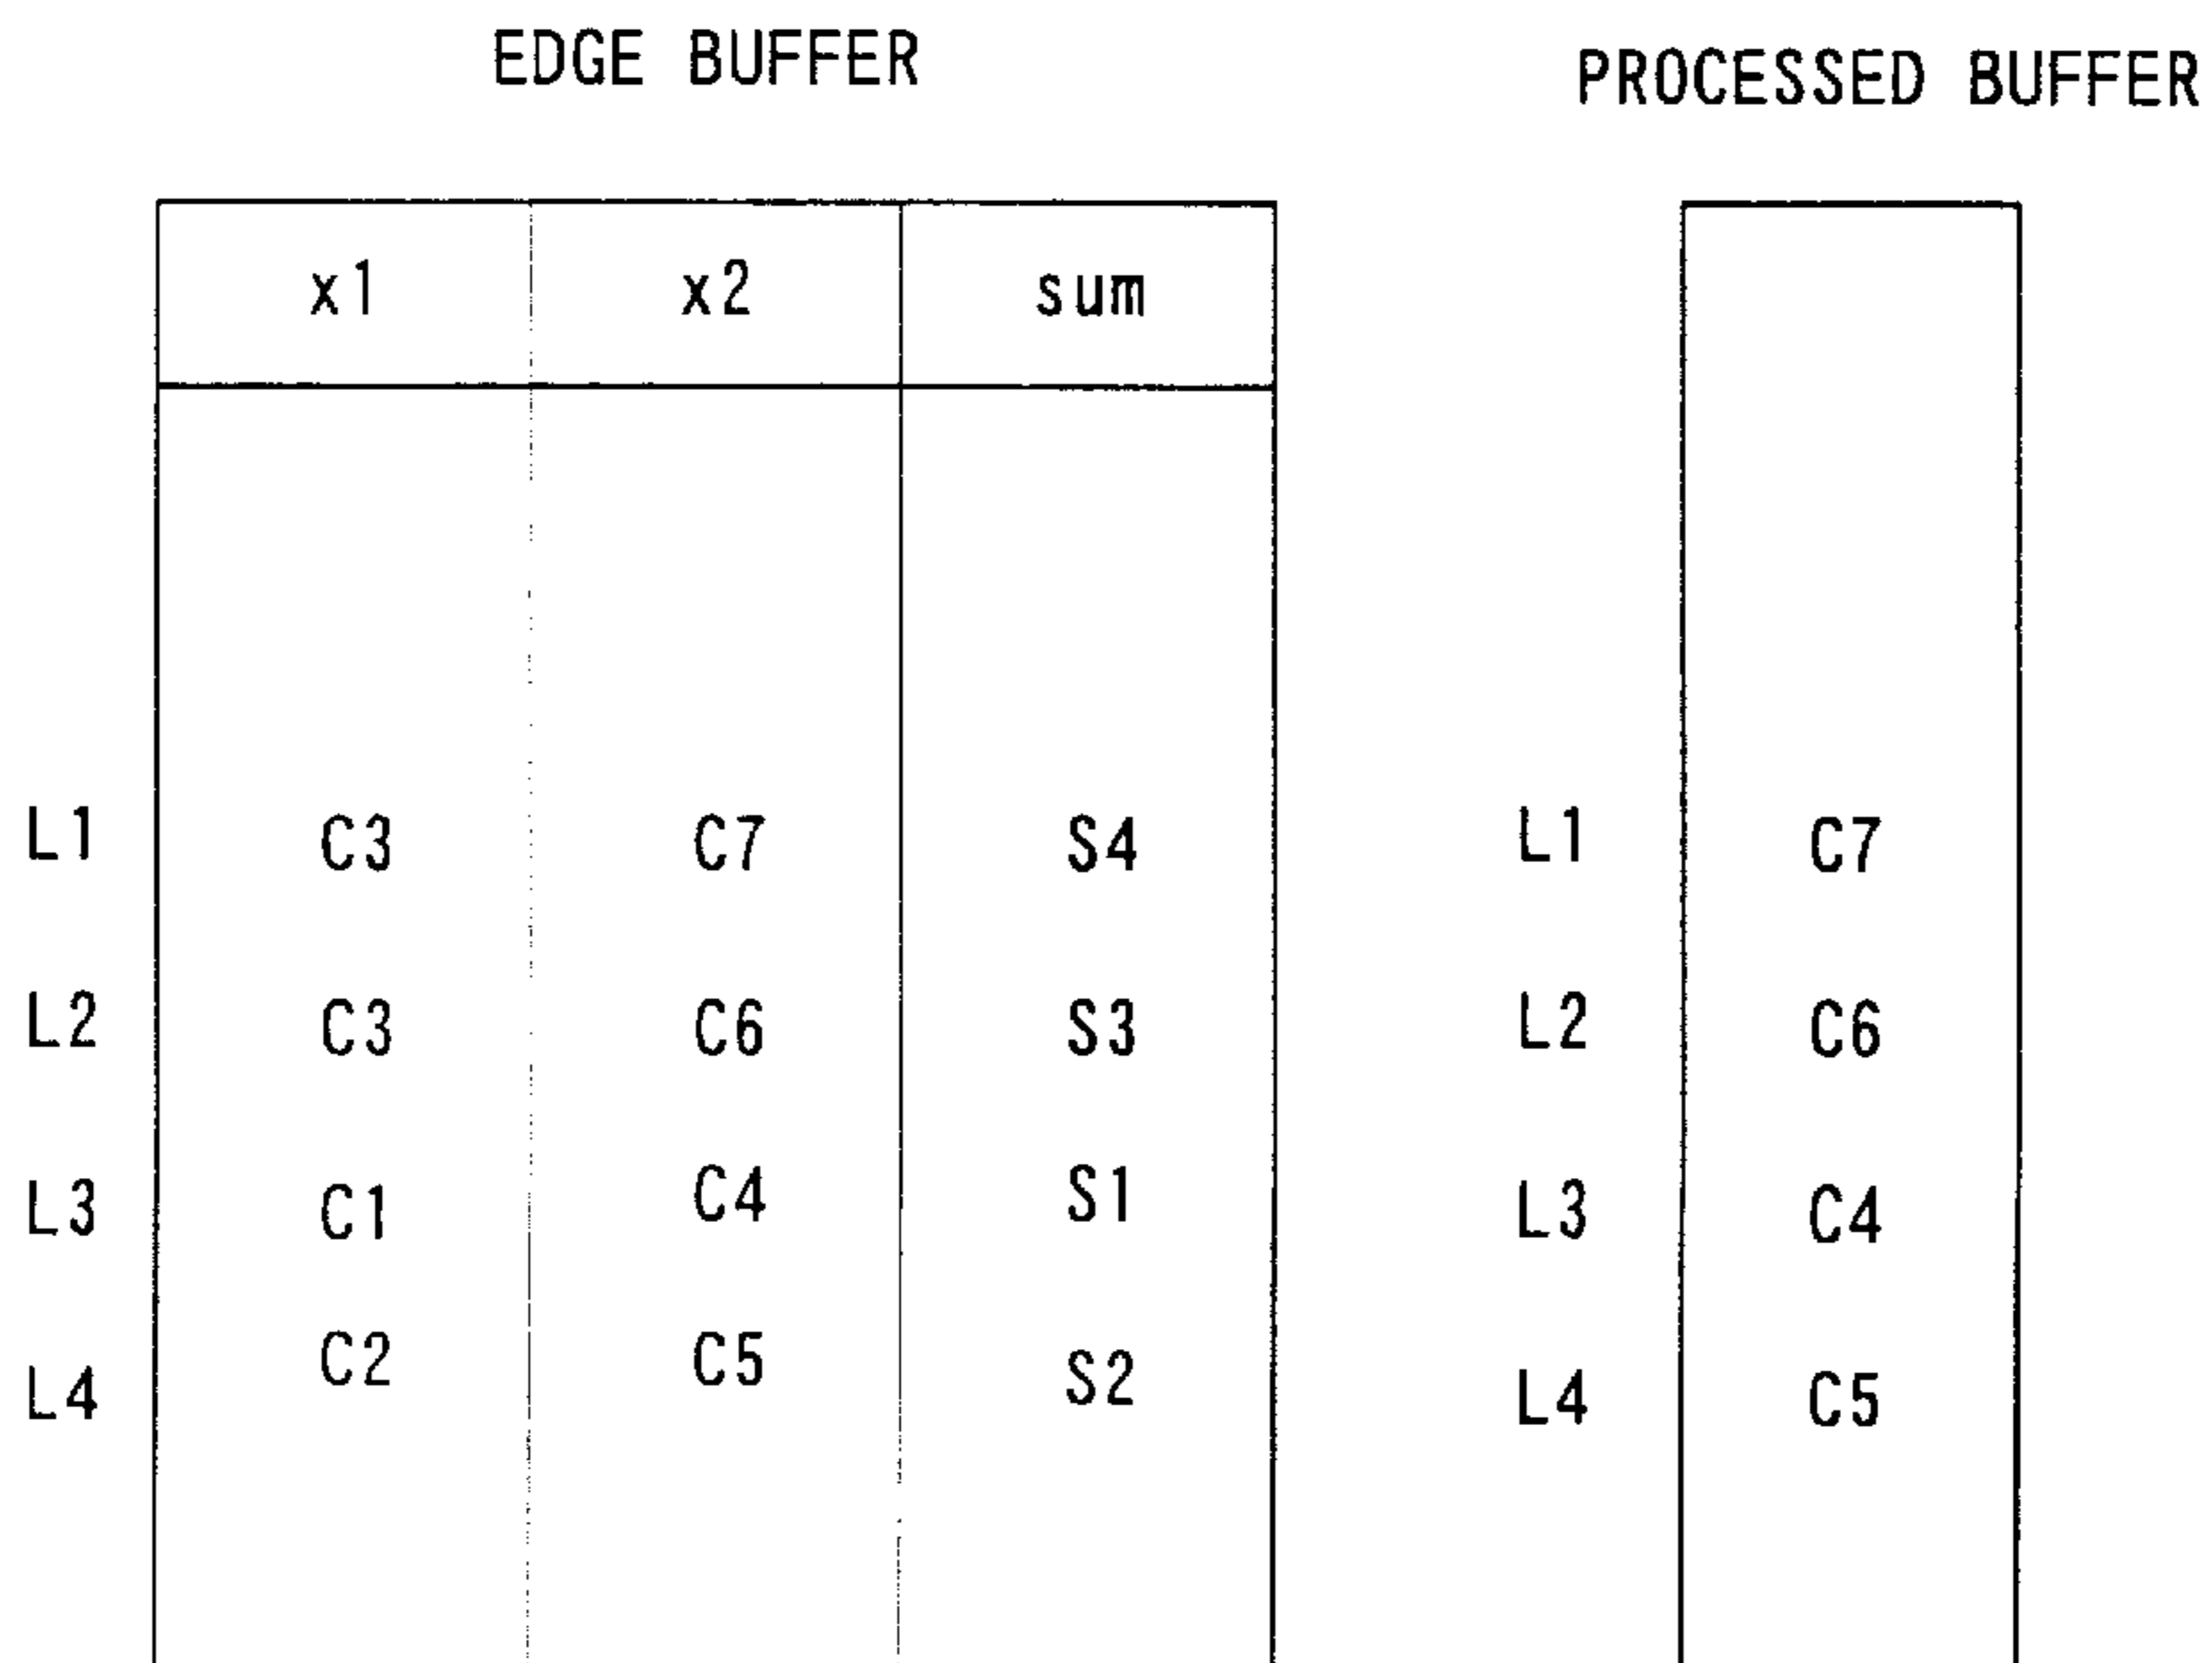 EDGE BUFFER
PROCESSED BUFFER
x1 x2 sum
L1 C3 C7 S4 L1 C7
L2 C3 C6 S3 L2 C6
L3 C1 C4 S1 L3 C4
L4 C2 C5 S2 L4 C5